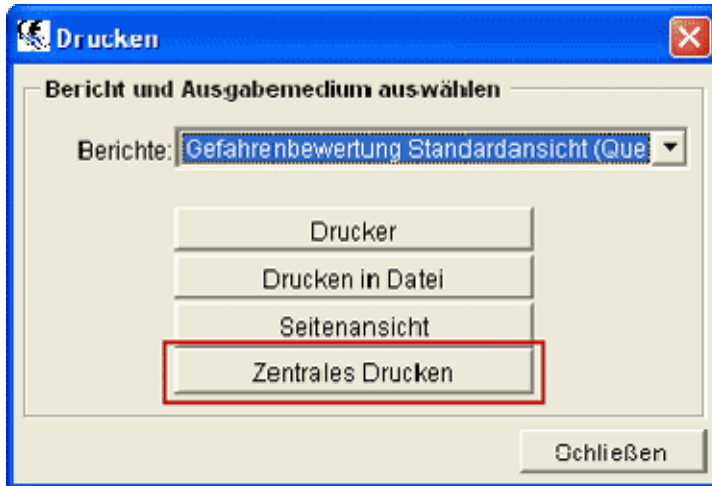 Drucken
Bericht und Ausgabemedium auswählen
Berichte: Gefahrenbewertung Standardansicht (Que
Drucker
Drucken in Datei
Seitenansicht
Zentrales Drucken
Schließen